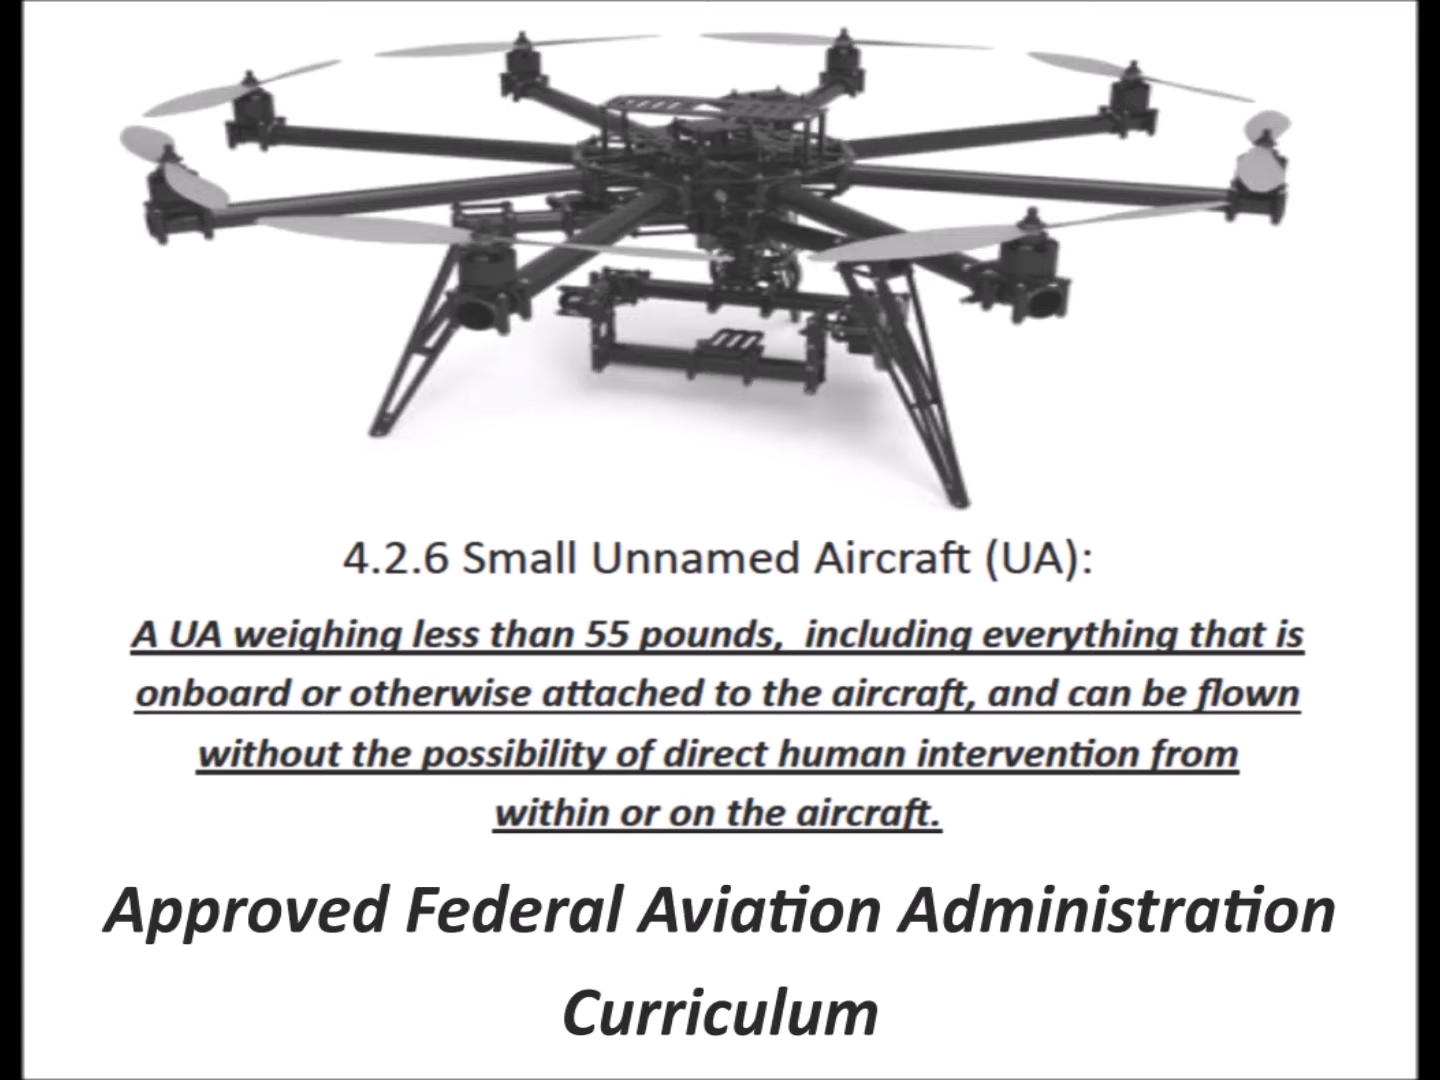 4.2.6 Small Unnamed Aircraft (UA):
A UA weighing less than 55 pounds, including everything that is
onboard or otherwise attached to the aircraft, and can be flown
without the possibility of direct human intervention from
within or on the aircraft.
Approved Federal Aviation Administration
Curriculum